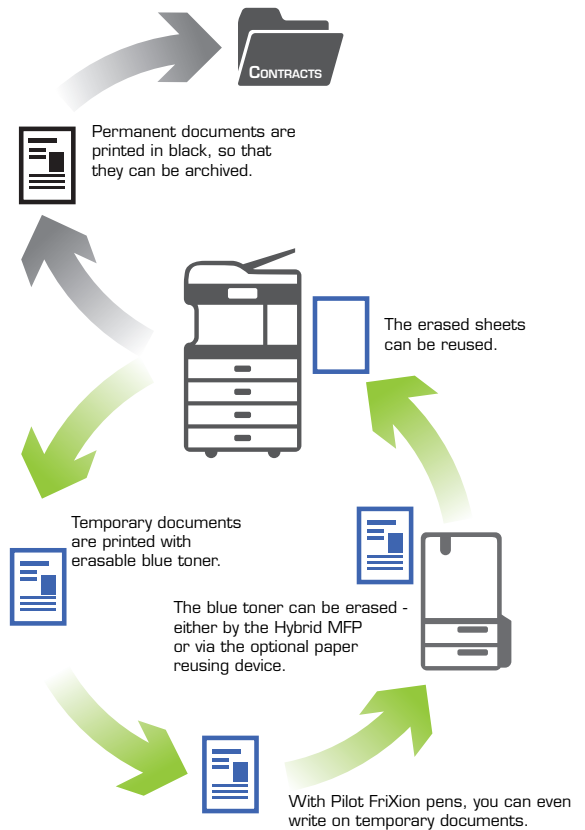 CONTRACTS
Permanent documents are
printed in black, so that
they can be archived.
The erased sheets
can be reused.
Temporary documents
are printed with
erasable blue toner.
The blue toner can be erased -
either by the Hybrid MFP
or via the optional paper
reusing device.
With Pilot FriXion pens, you can even
write on temporary documents.